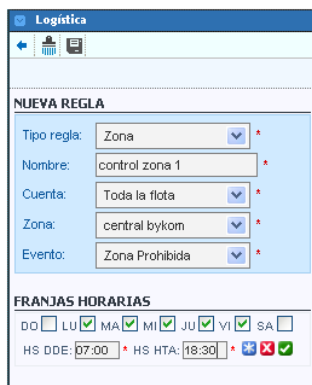 Logística
NUEVA REGLA
Tipo regla: Zona *
Nombre: control zona 1 *
Cuenta: Toda la flota *
Zona: central bykom *
Evento: Zona Prohibida *
FRANJAS HORARIAS
DO LU MA MI JU VI SA
HS DDE: 07:00 * HS HTA: 18:30 *